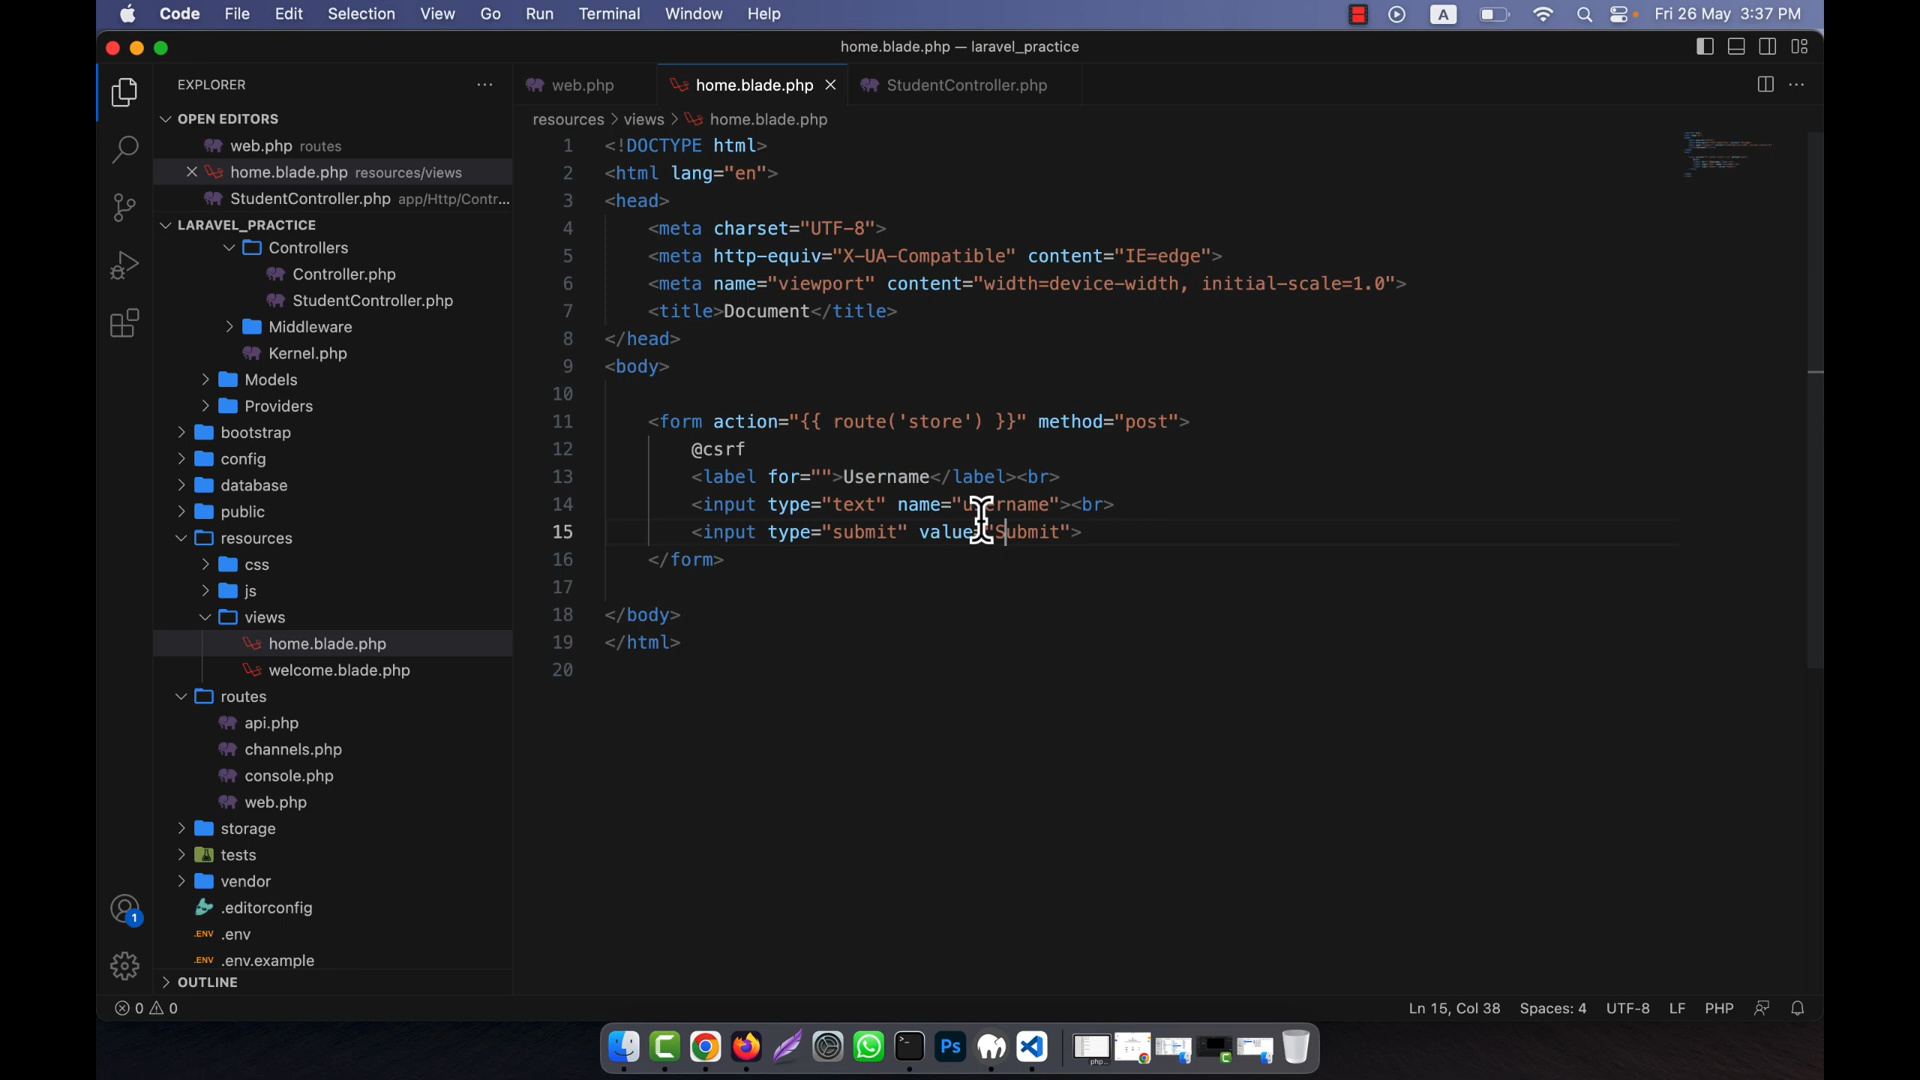 Code File Edit Selection View Go Run Terminal Window Help A Fri 26 May 3:37 PM
home.blade.php — laravel_practice
EXPLORER
OPEN EDITORS
web.php routes
home.blade.php resources/views
StudentController.php app/Http/Contr...
LARAVEL_PRACTICE
Controllers
Controller.php
StudentController.php
Middleware
Kernel.php
Models
Providers
bootstrap
config
database
public
resources
css
js
views
home.blade.php
welcome.blade.php
routes
api.php
channels.php
console.php
web.php
storage
tests
vendor
.editorconfig
.ENV .env
.ENV .env.example
OUTLINE
1
web.php home.blade.php StudentController.php
resources > views > home.blade.php
1 <!DOCTYPE html>
2 <html lang="en">
3 <head>
4 <meta charset="UTF-8">
5 <meta http-equiv="X-UA-Compatible" content="IE=edge">
6 <meta name="viewport" content="width=device-width, initial-scale=1.0">
7 <title>Document</title>
8 </head>
9 <body>
10
11 <form action="{{ route('store') }}" method="post">
12 @csrf
13 <label for="">Username</label><br>
14 <input type="text" name="username"><br>
15 <input type="submit" value="Submit">
16 </form>
17
18 </body>
19 </html>
20
0 0 Ln 15, Col 38 Spaces: 4 UTF-8 LF PHP
Ps